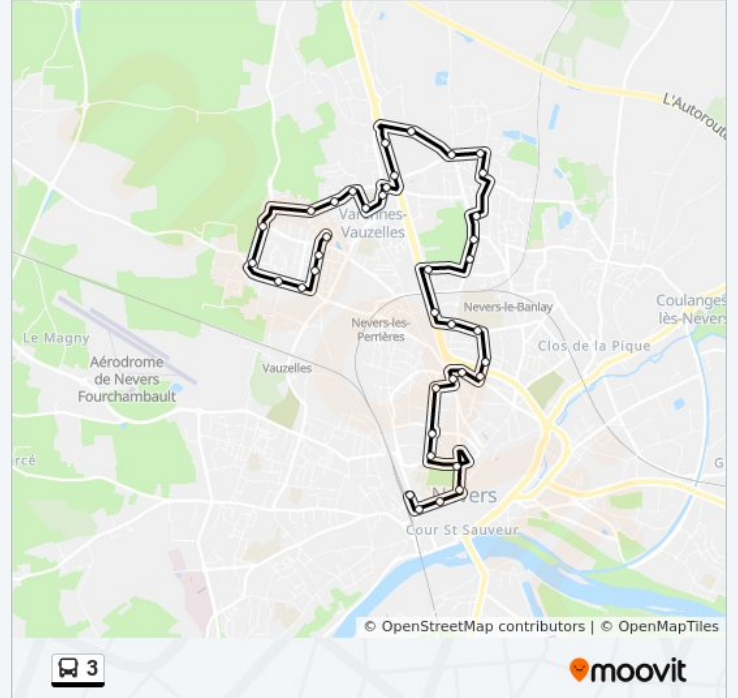 L'Autoroute
Varennes-
Vauzelles
Nevers-le-Banlay
Coulanges
lès-Nevers
Nevers-les-
Perrières
Clos de la Pique
Le Magny
Aérodrome
de Nevers
Fourchambault
Vauzelles
rcé
G
Nevers
Cour St Sauveur
© OpenStreetMap contributors | © OpenMapTiles
3
moovit